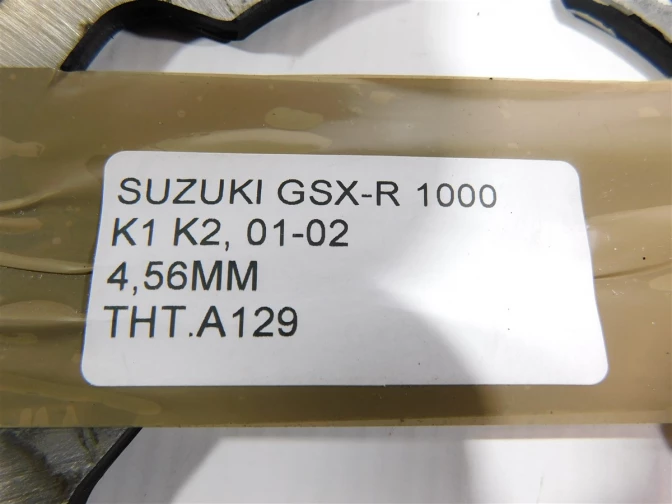 SUZUKI GSX-R 1000
K1 K2, 01-02
4,56MM
THT.A129